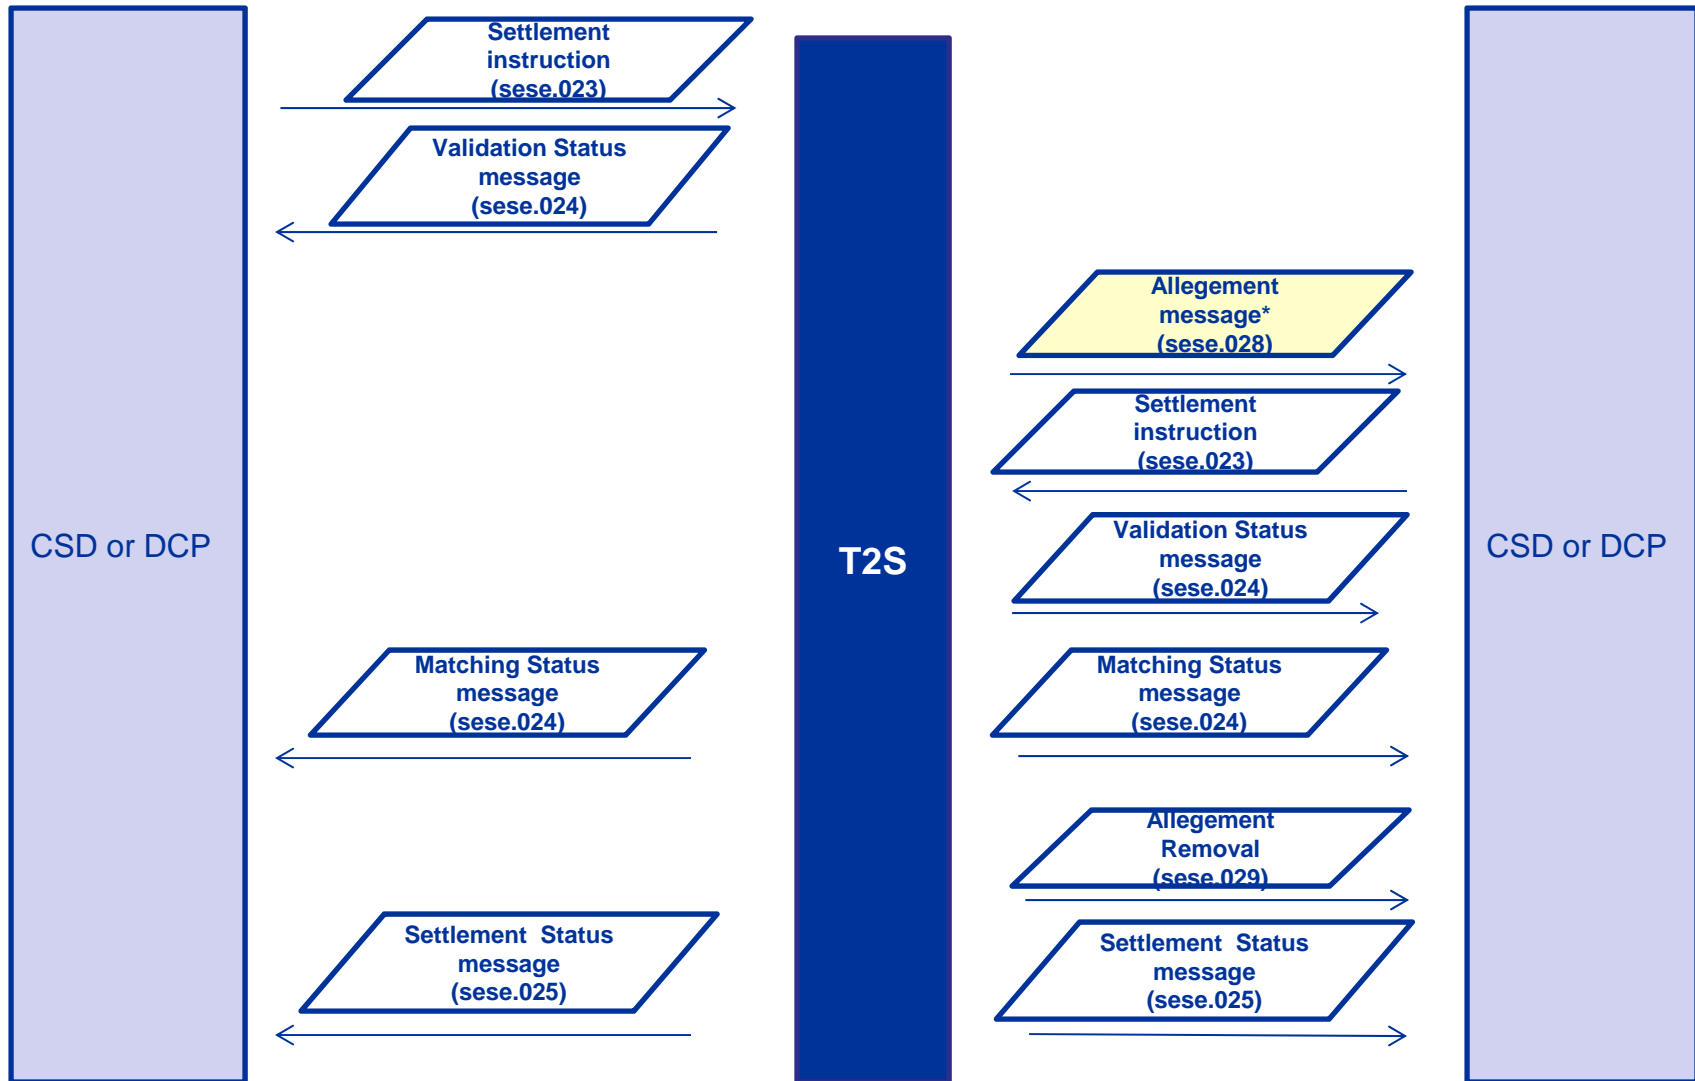 Settlement
instruction
(sese.023)
Validation Status
message
(sese.024)
Allegement
message*
(sese.028)
Settlement
instruction
(sese.023)
CSD or DCP
T2S
Validation Status
message
(sese.024)
CSD or DCP
Matching Status
message
(sese.024)
Matching Status
message
(sese.024)
Allegement
Removal
(sese.029)
Settlement Status
message
(sese.025)
Settlement Status
message
(sese.025)